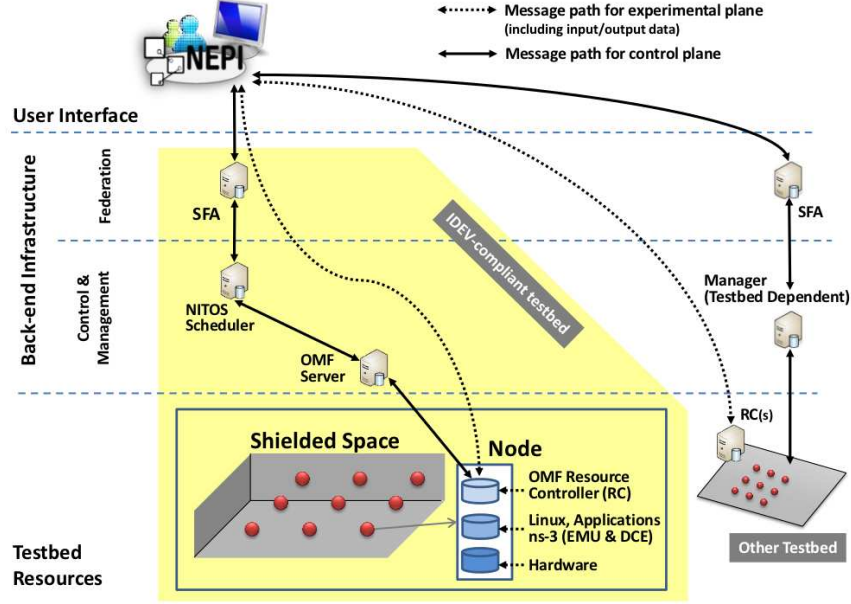 Message path for experimental plane
(including input/output data)
Message path for control plane
NEPI
User Interface
Back-end Infrastructure
Federation
SFA
SFA
IDEV-compliant testbed
Control &
Management
NITOS
Scheduler
Manager
(Testbed Dependent)
OMF
Server
RC(s)
Shielded Space
Node
OMF Resource
Controller (RC)
Linux, Applications
ns-3 (EMU & DCE)
Hardware
Other Testbed
Testbed
Resources